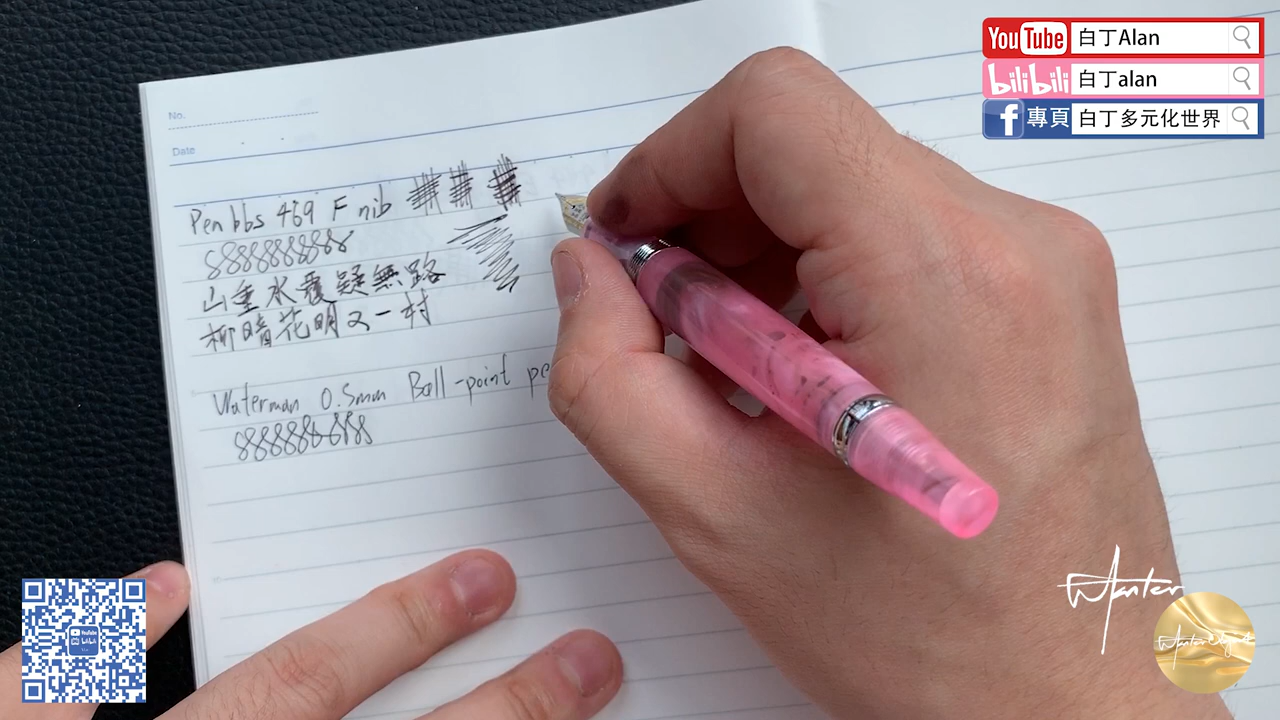 YouTube 白丁Alan
bilibili 白丁alan
f 專頁 白丁多元化世界
No.
Date
Pen bbs 469 F nib
山重水覆疑無路
柳暗花明又一村
Waterman 0.5mm Ball-point pe